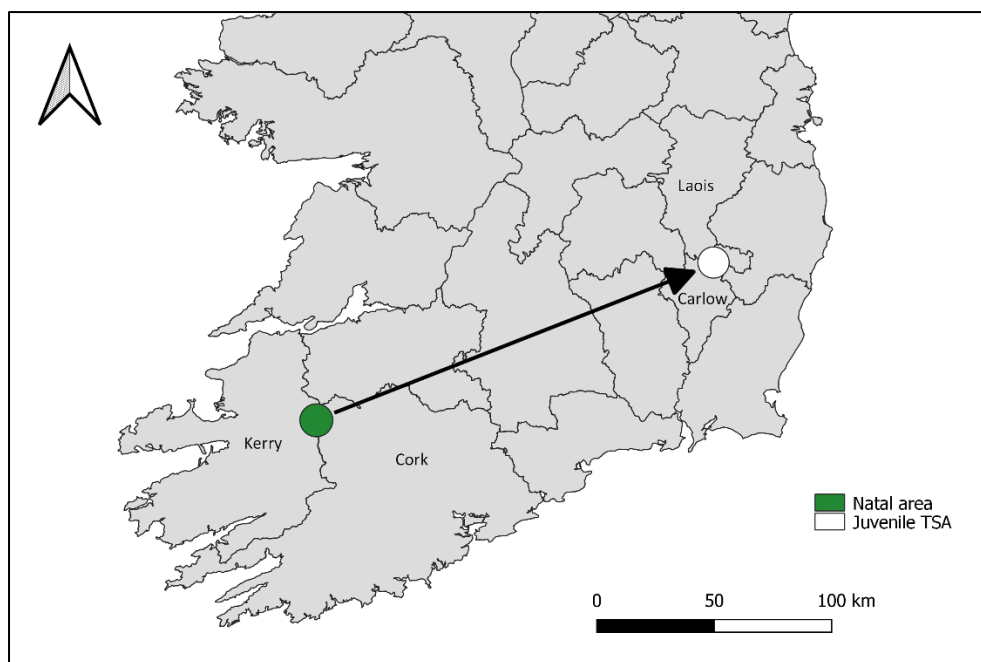 Laois
Carlow
Kerry
Cork
Natal area
Juvenile TSA
0 50 100 km